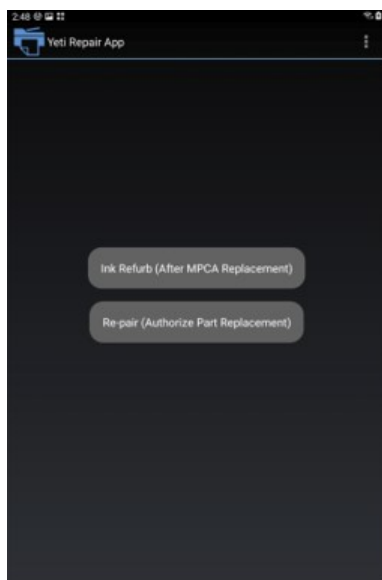 2:48
Yeti Repair App
Ink Refurb (After MPCA Replacement)
Re-pair (Authorize Part Replacement)